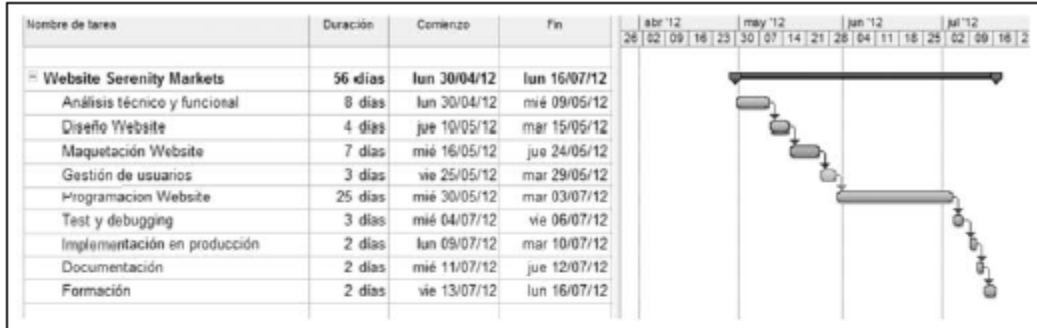 Nombre de tarea Duración Comienzo Fin abr '12 may '12 jun '12 jul '12
26 02 09 16 23 30 07 14 21 28 04 11 18 25 02 09 16 2
Website Serenity Markets 56 días lun 30/04/12 lun 16/07/12
Análisis técnico y funcional 8 días lun 30/04/12 mié 09/05/12
Diseño Website 4 días jue 10/05/12 mar 15/05/12
Maquetación Website 7 días mié 16/05/12 jue 24/05/12
Gestión de usuarios 3 días vie 25/05/12 mar 29/05/12
Programacion Website 25 días mié 30/05/12 mar 03/07/12
Test y debugging 3 días mié 04/07/12 vie 06/07/12
Implementación en producción 2 días lun 09/07/12 mar 10/07/12
Documentación 2 días mié 11/07/12 jue 12/07/12
Formación 2 días vie 13/07/12 lun 16/07/12